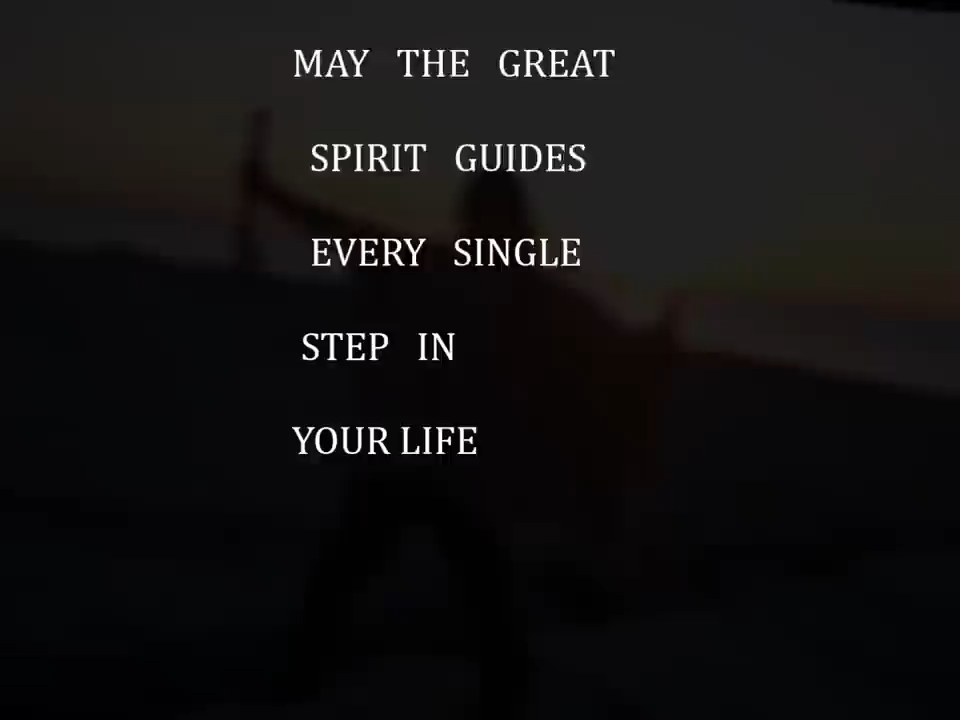 MAY THE GREAT
SPIRIT GUIDES
EVERY SINGLE
STEP IN
YOUR LIFE